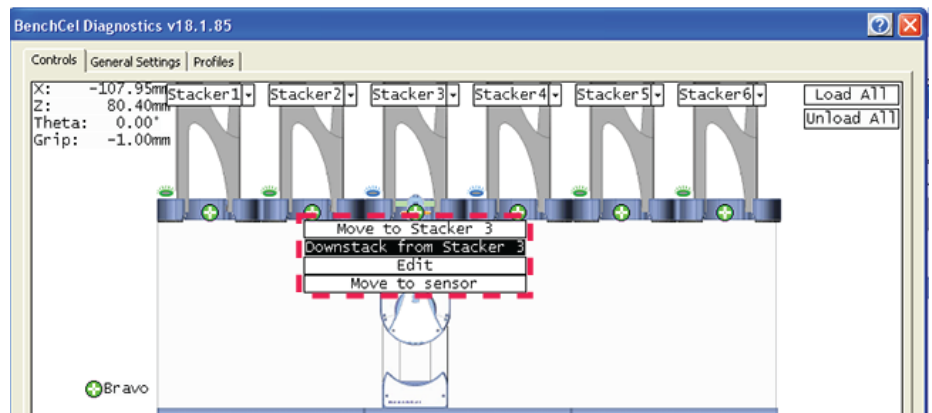 BenchCel Diagnostics v18.1.85
Controls General Settings Profiles
X: -107.95mm
Z: 80.40mm
Theta: 0.00°
Grip: -1.00mm
Stacker1 Stacker2 Stacker3 Stacker4 Stacker5 Stacker6
Load All
Unload All
Move to Stacker 3
Downstack from Stacker 3
Edit
Move to sensor
Bravo